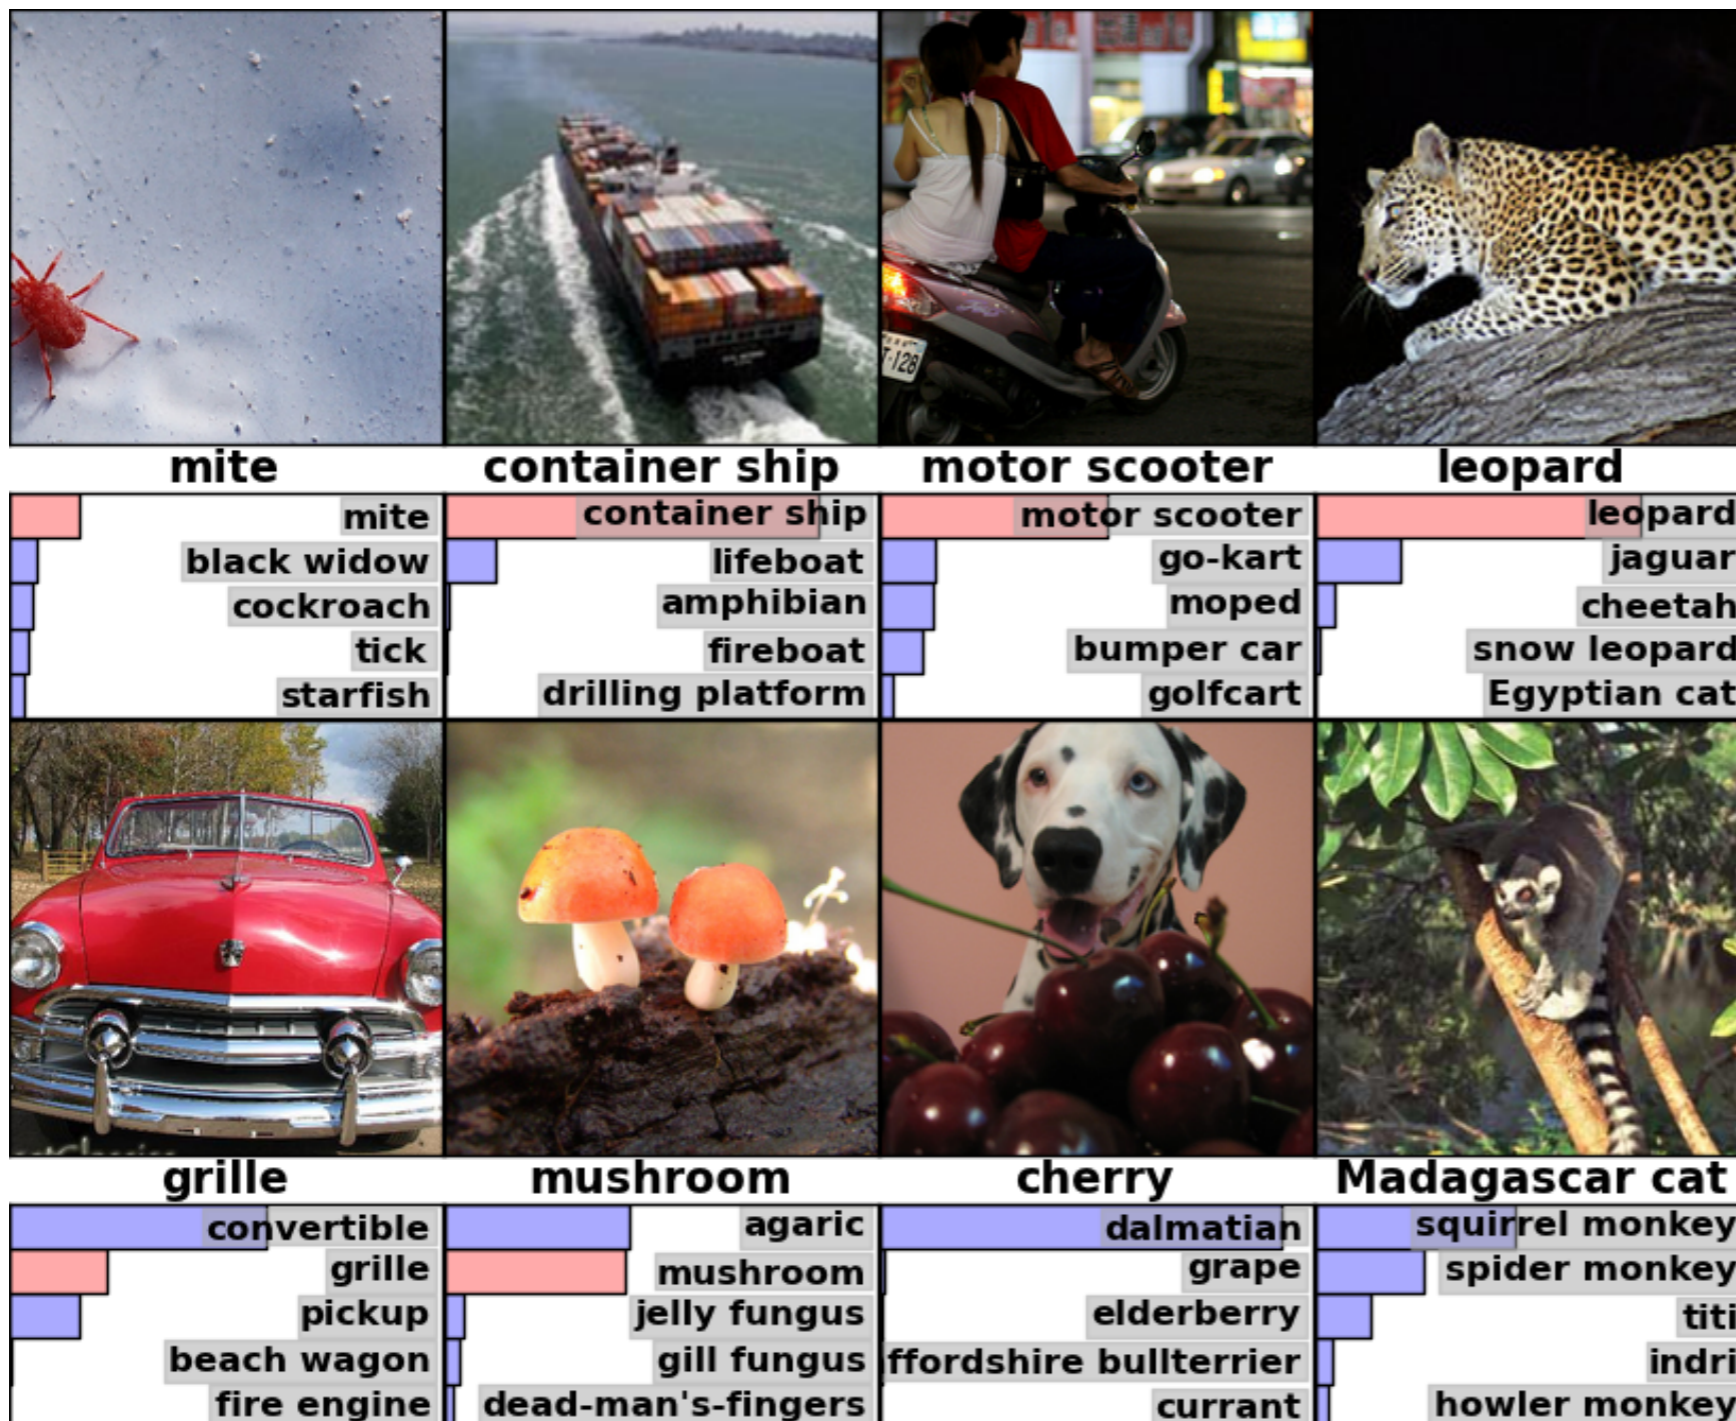 T-128
mite
container ship
motor scooter
leopard
mite
black widow
cockroach
tick
starfish
container ship
lifeboat
amphibian
fireboat
drilling platform
motor scooter
go-kart
moped
bumper car
golfcart
leopard
jaguar
cheetah
snow leopard
Egyptian cat
grille
mushroom
cherry
Madagascar cat
convertible
grille
pickup
beach wagon
fire engine
agaric
mushroom
jelly fungus
gill fungus
dead-man's-fingers
dalmatian
grape
elderberry
ffordshire bullterrier
currant
squirrel monkey
spider monkey
titi
indri
howler monkey